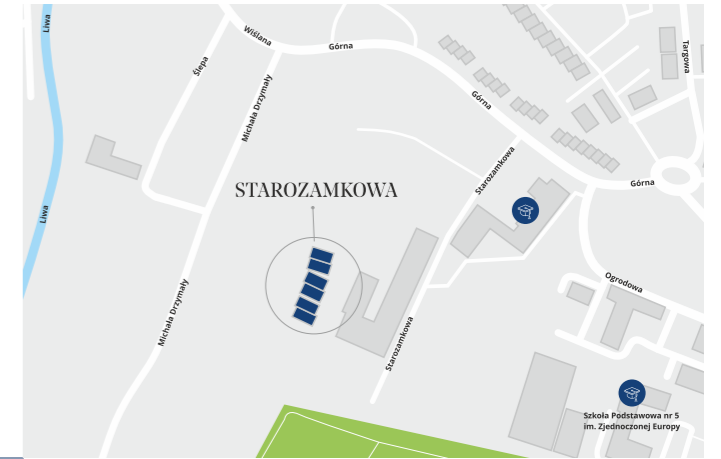 Liwa
Wiślana
Górna
Targowa
Ślepa
Michała Drzymały
Górna
Starozamkowa
STAROZAMKOWA
Górna
Liwa
Ogrodowa
Michała Drzymały
Starozamkowa
Szkoła Podstawowa nr 5
im. Zjednoczonej Europy